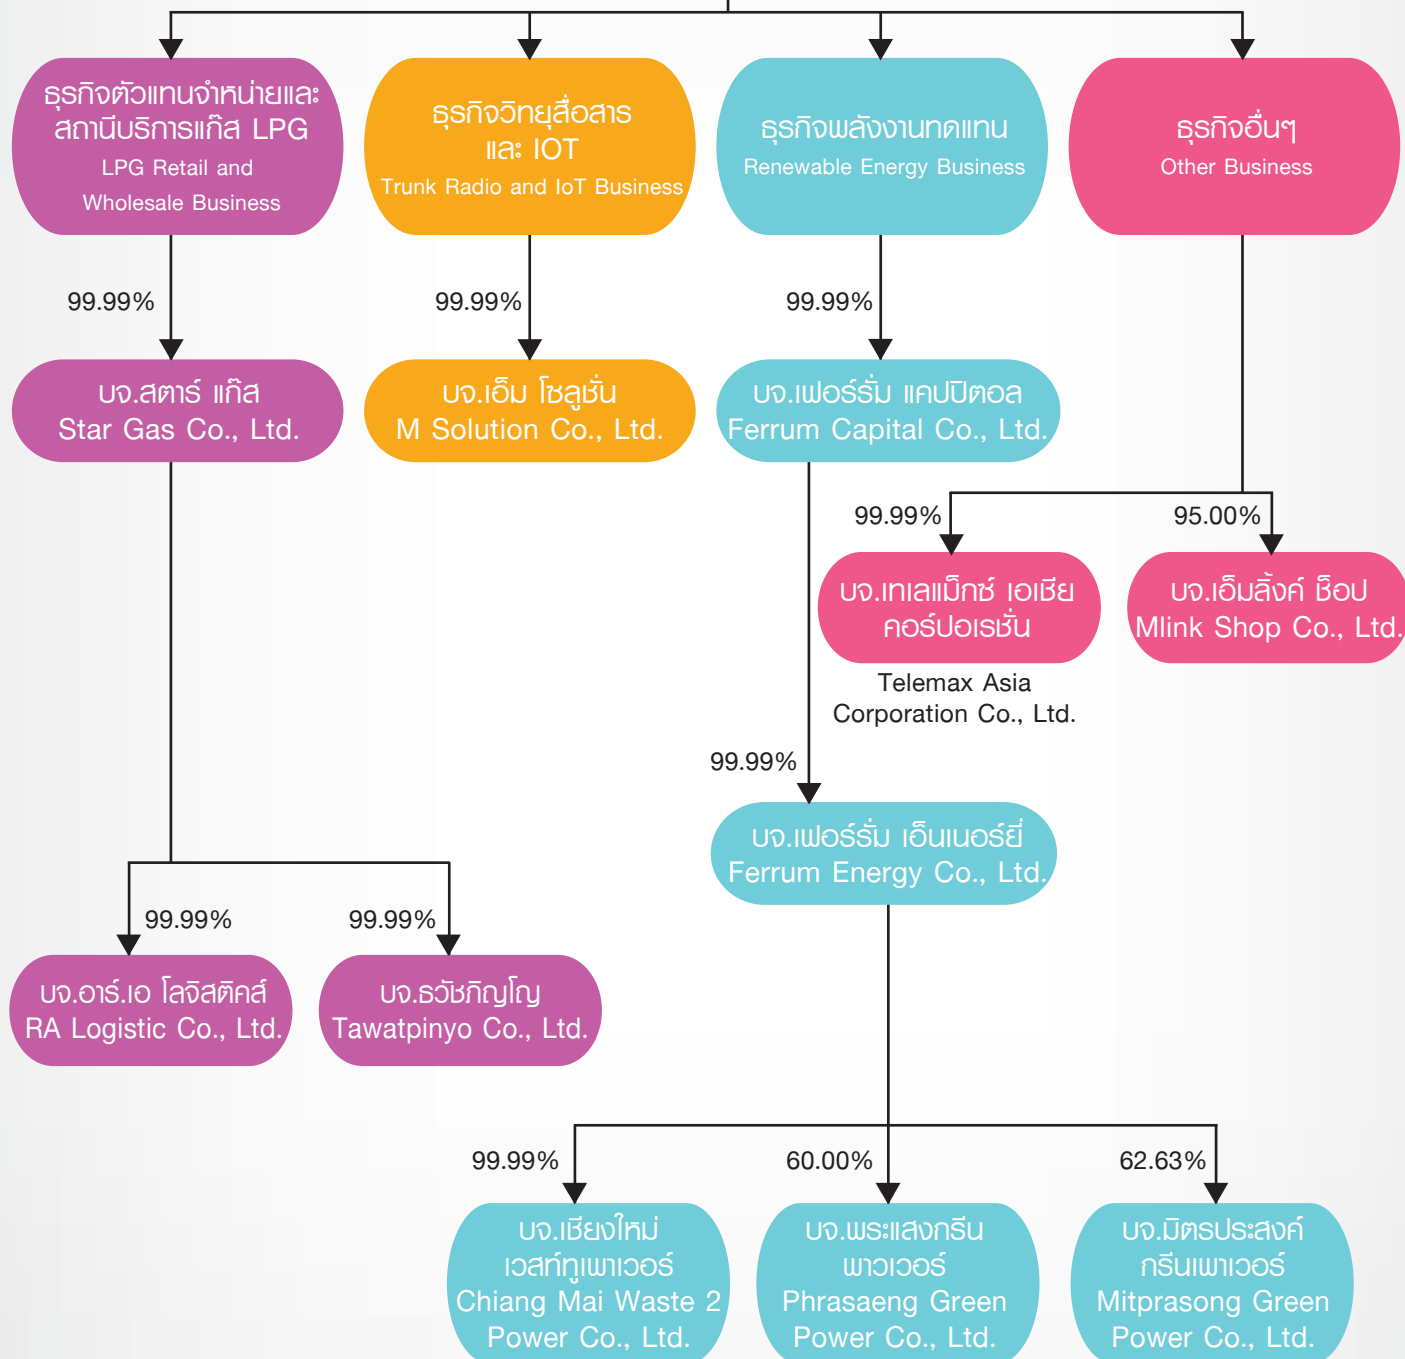 ธุรกิจตัวแทนจำหน่ายและ
สถานีบริการแก๊ส LPG
LPG Retail and
Wholesale Business
ธุรกิจวิทยุสื่อสาร
และ IOT
Trunk Radio and IoT Business
ธุรกิจพลังงานทดแทน
Renewable Energy Business
ธุรกิจอื่นๆ
Other Business
99.99%
99.99%
99.99%
บจ.สตาร์ แก๊ส
Star Gas Co., Ltd.
บจ.เอ็ม โซลูชั่น
M Solution Co., Ltd.
บจ.เฟอร์รั่ม แคปปิตอล
Ferrum Capital Co., Ltd.
99.99%
95.00%
บจ.เทเลแม็กซ์ เอเชีย
คอร์ปอเรชั่น
Telemax Asia
Corporation Co., Ltd.
บจ.เอ็มลิ้งค์ ช็อป
Mlink Shop Co., Ltd.
99.99%
บจ.เฟอร์รั่ม เอ็นเนอร์ยี่
Ferrum Energy Co., Ltd.
99.99%
99.99%
บจ.อาร์.เอ โลจิสติคส์
RA Logistic Co., Ltd.
บจ.ธวัชภิญโญ
Tawatpinyo Co., Ltd.
99.99%
60.00%
62.63%
บจ.เชียงใหม่
เวสท์ทูเพาเวอร์
Chiang Mai Waste 2
Power Co., Ltd.
บจ.พระแสงกรีน
พาวเวอร์
Phrasaeng Green
Power Co., Ltd.
บจ.มิตรประสงค์
กรีนเพาเวอร์
Mitprasong Green
Power Co., Ltd.